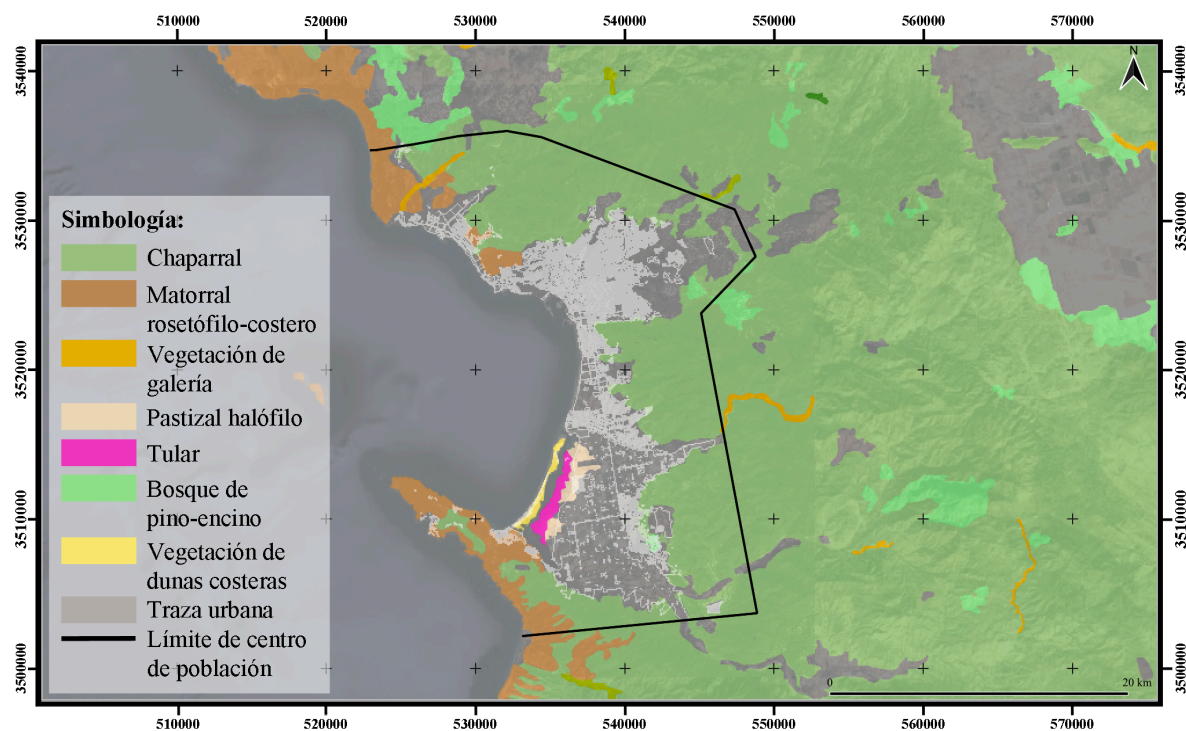 510000 520000 530000 540000 550000 560000 570000
N
3540000 3540000
3530000 3530000
Simbología:
Chaparral
Matorral
rosetófilo-costero
Vegetación de
galería
3520000 3520000
Pastizal halófilo
Tular
Bosque de
pino-encino
3510000 3510000
Vegetación de
dunas costeras
Traza urbana
Límite de centro
de población
3500000 3500000
0 20 km
510000 520000 530000 540000 550000 560000 570000